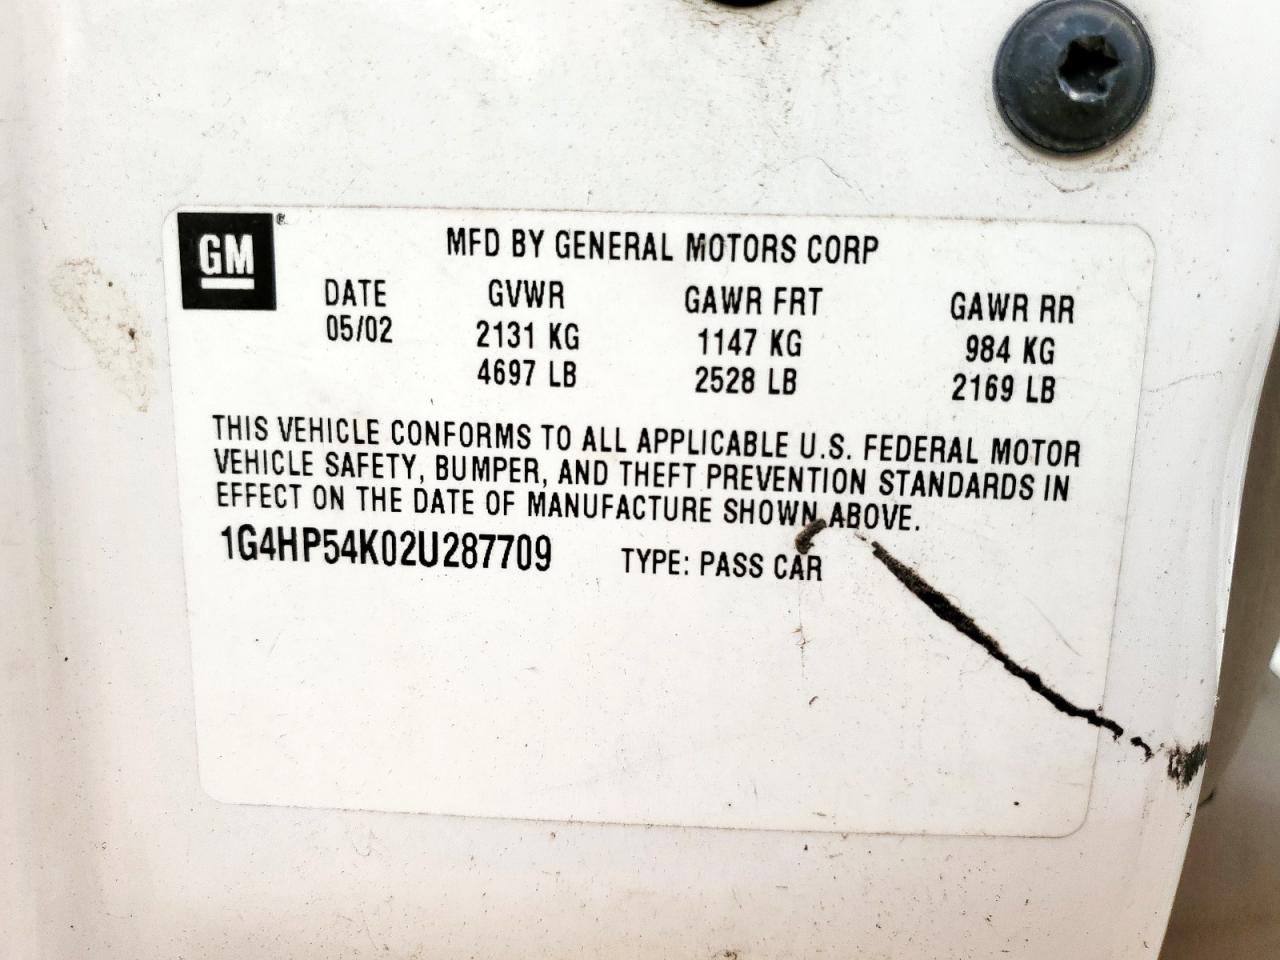 GM ®
MFD BY GENERAL MOTORS CORP
DATE GVWR GAWR FRT GAWR RR
05/02 2131 KG 1147 KG 984 KG
4697 LB 2528 LB 2169 LB
THIS VEHICLE CONFORMS TO ALL APPLICABLE U.S. FEDERAL MOTOR
VEHICLE SAFETY, BUMPER, AND THEFT PREVENTION STANDARDS IN
EFFECT ON THE DATE OF MANUFACTURE SHOWN ABOVE.
1G4HP54K02U287709 TYPE: PASS CAR